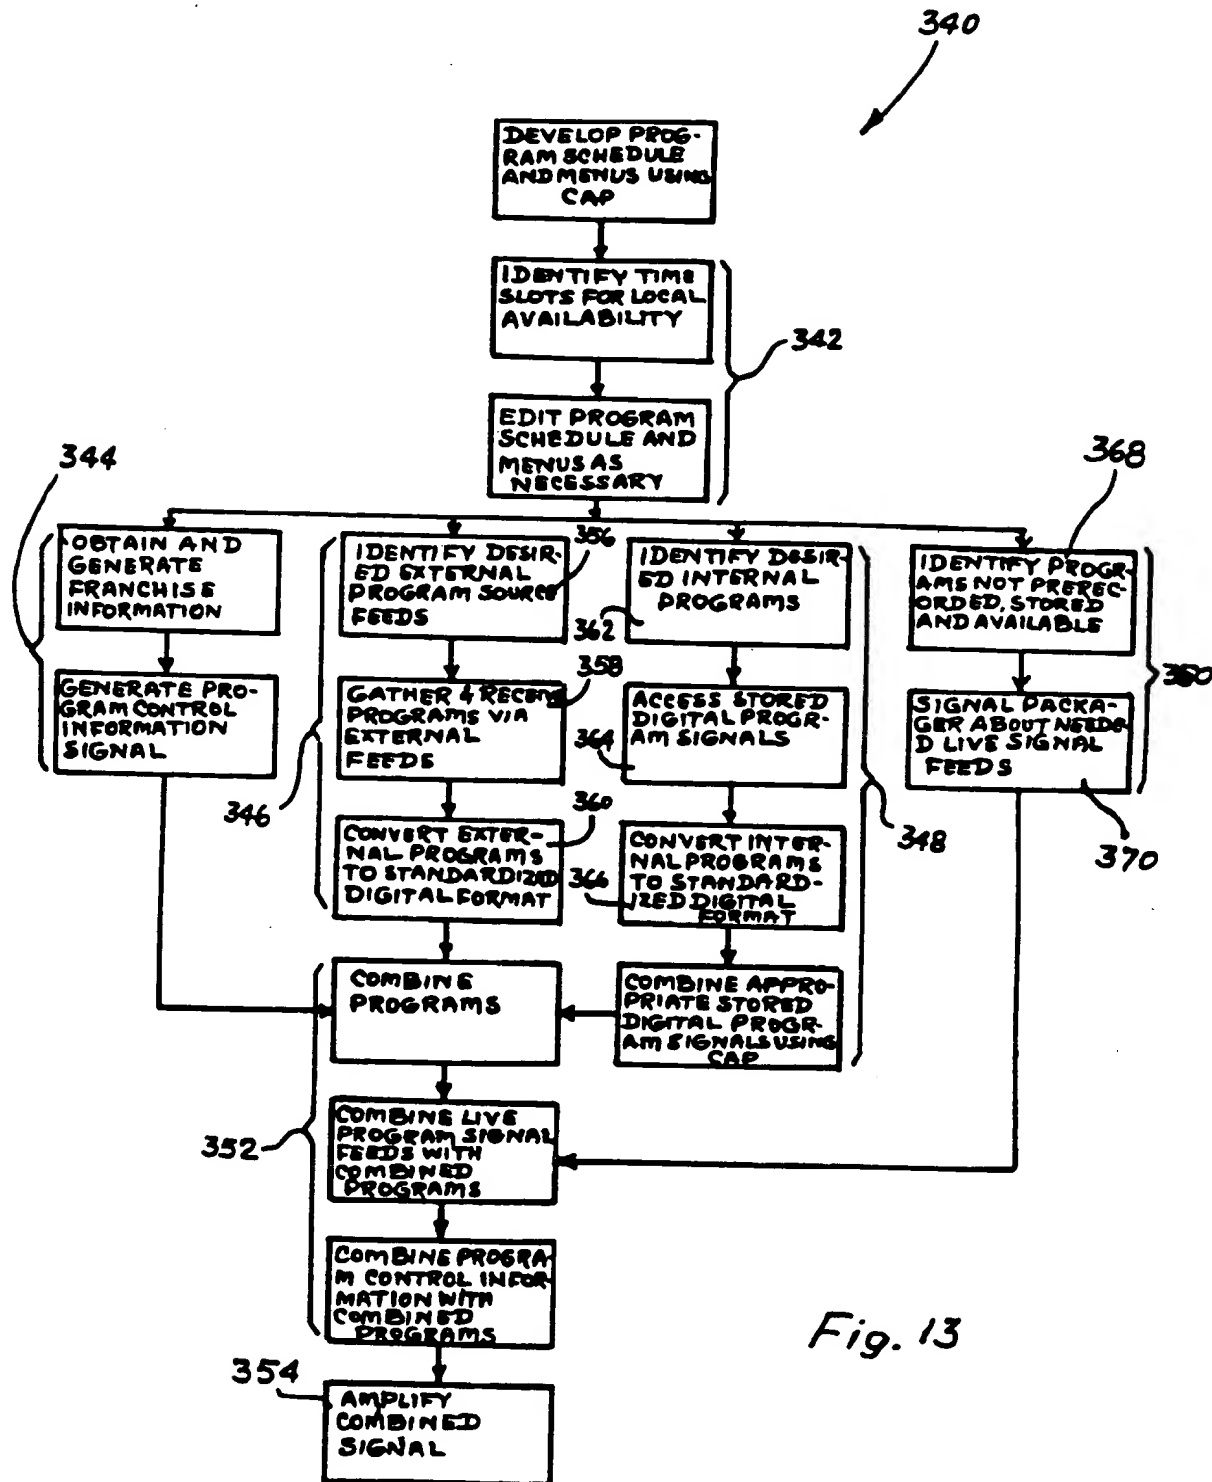 340
DEVELOP PROG-
RAM SCHEDULE
AND MENUS USING
CAP
IDENTIFY TIME
SLOTS FOR LOCAL
AVAILABILITY
342
EDIT PROGRAM
SCHEDULE AND
MENUS AS
NECESSARY
344
OBTAIN AND
GENERATE
FRANCHISE
INFORMATION
GENERATE PRO-
GRAM CONTROL
INFORMATION
SIGNAL
346
IDENTIFY DESIR-
ED EXTERNAL
PROGRAM SOURCE
FEEDS
356
GATHER & RECEIVE
PROGRAMS VIA
EXTERNAL
FEEDS
358
CONVERT EXTER-
NAL PROGRAMS
TO STANDARDIZED
DIGITAL FORMAT
360
IDENTIFY DESIR-
ED INTERNAL
PROGRAMS
362
ACCESS STORED
DIGITAL PROGR-
AM SIGNALS
364
CONVERT INTER-
NAL PROGRAMS
TO STANDARD-
IZED DIGITAL
FORMAT
366
COMBINE APPRO-
PRIATE STORED
DIGITAL PROGR-
AM SIGNALS USING
CAP
348
368
IDENTIFY PROGR-
AMS NOT PREREC-
ORDED, STORED
AND AVAILABLE
350
SIGNAL PACKA-
GER ABOUT NEEDE-
D LIVE SIGNAL
FEEDS
370
COMBINE
PROGRAMS
352
COMBINE LIVE
PROGRAM SIGNAL
FEEDS WITH
COMBINED
PROGRAMS
COMBINE PROGRA-
M CONTROL INFOR-
MATION WITH
COMBINED
PROGRAMS
354
AMPLIFY
COMBINED
SIGNAL
Fig. 13